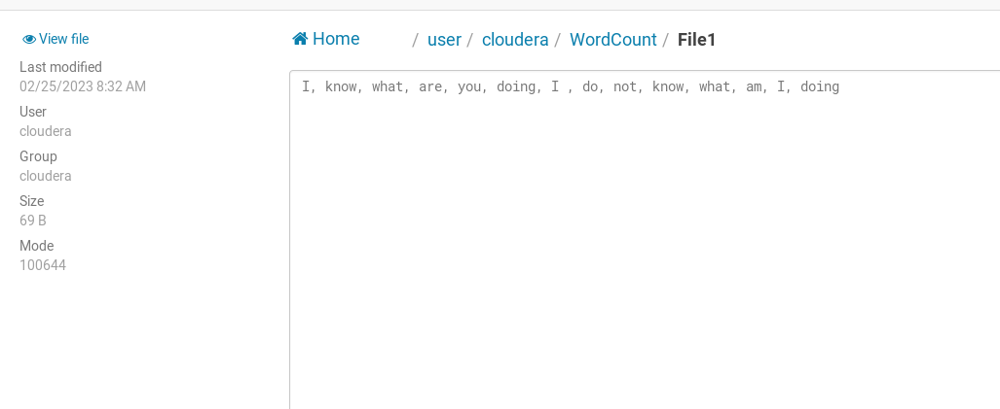 View file
Home / user / cloudera / WordCount / File1
Last modified
02/25/2023 8:32 AM
User
cloudera
Group
cloudera
Size
69 B
Mode
100644
I, know, what, are, you, doing, I , do, not, know, what, am, I, doing